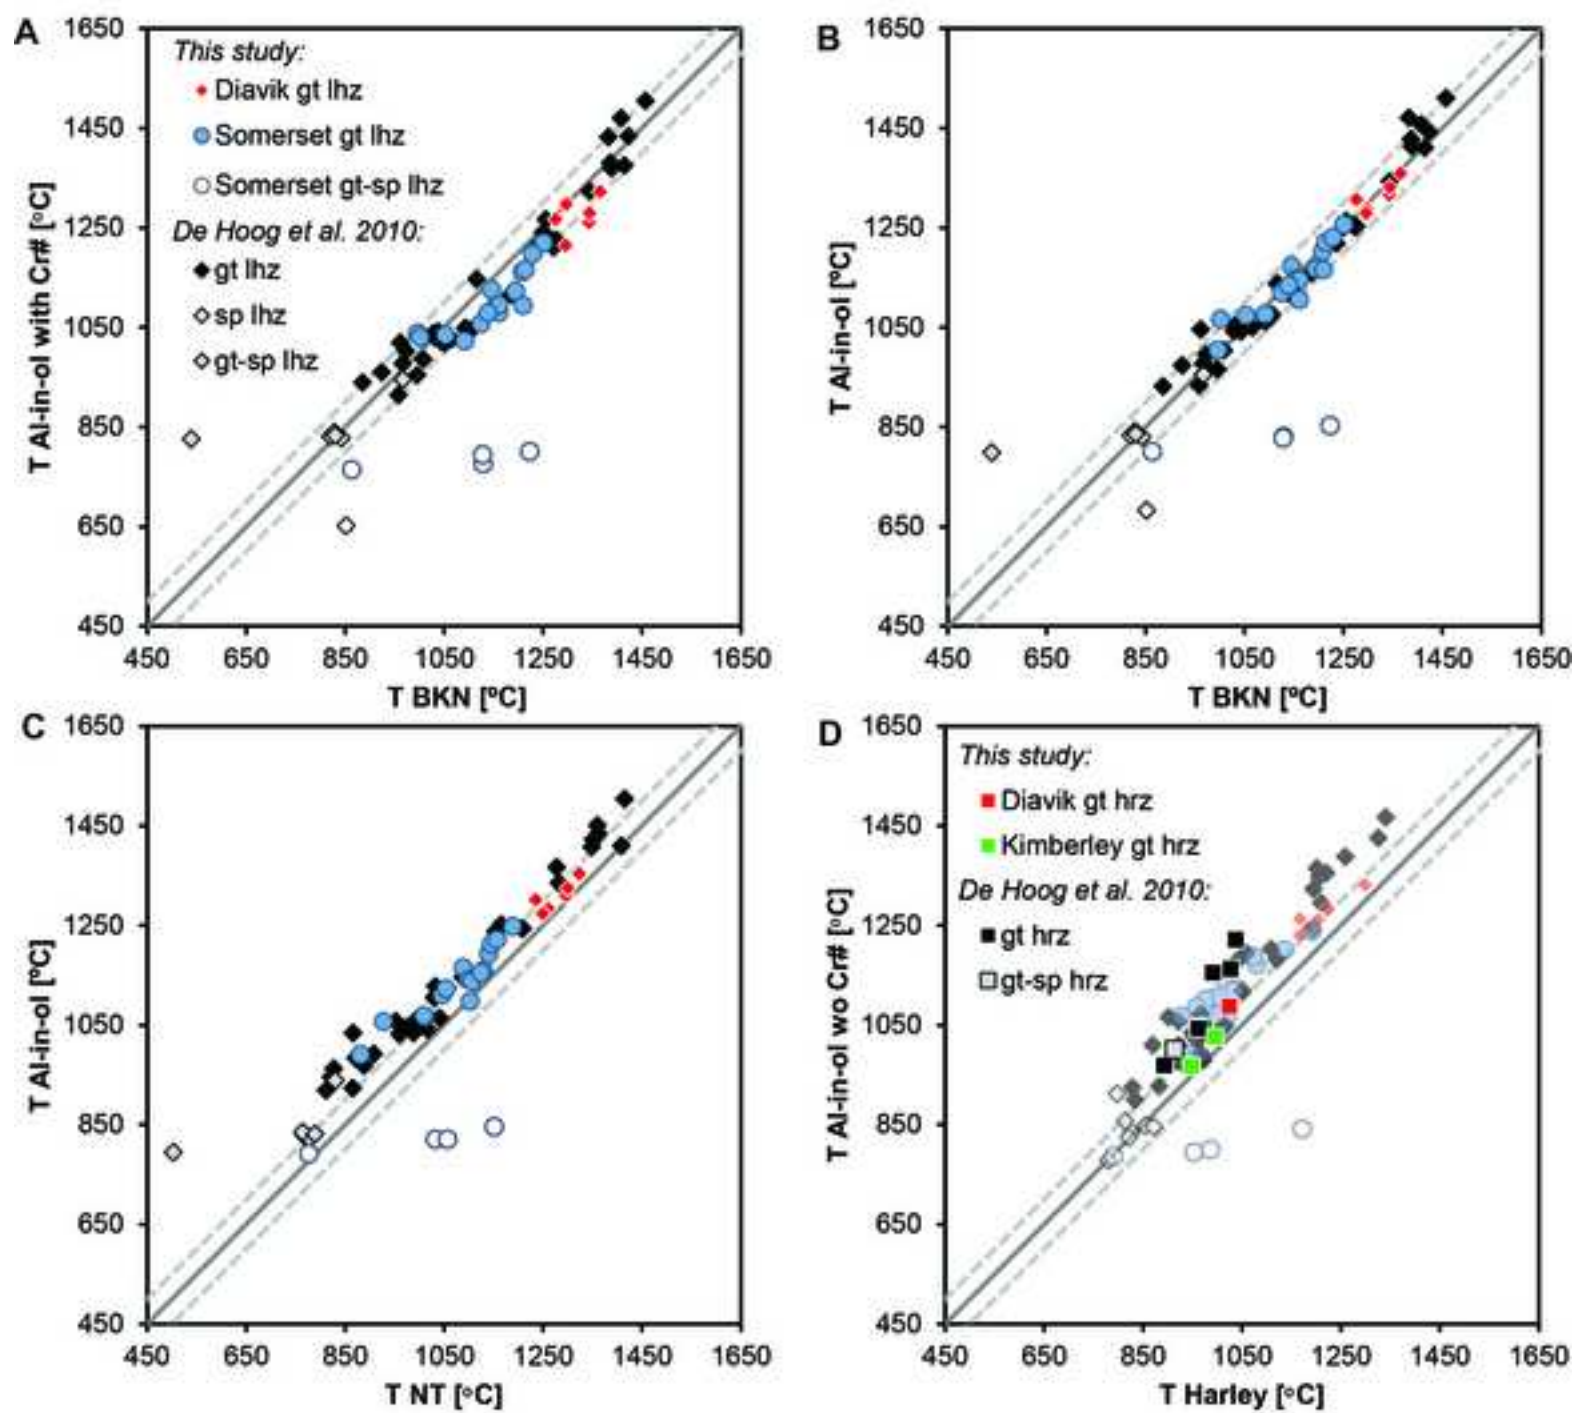 A
1650
1450
1250
1050
850
650
450
T Al-in-ol with Cr# [ºC]
This study:
Diavik gt lhz
Somerset gt lhz
Somerset gt-sp lhz
De Hoog et al. 2010:
gt lhz
sp lhz
gt-sp lhz
450 650 850 1050 1250 1450 1650
T BKN [ºC]
B
1650
1450
1250
1050
850
650
450
T Al-in-ol [ºC]
450 650 850 1050 1250 1450 1650
T BKN [ºC]
C
1650
1450
1250
1050
850
650
450
T Al-in-ol [ºC]
450 650 850 1050 1250 1450 1650
T NT [ºC]
D
1650
1450
1250
1050
850
650
450
T Al-in-ol wo Cr# [ºC]
This study:
Diavik gt hrz
Kimberley gt hrz
De Hoog et al. 2010:
gt hrz
gt-sp hrz
450 650 850 1050 1250 1450 1650
T Harley [ºC]